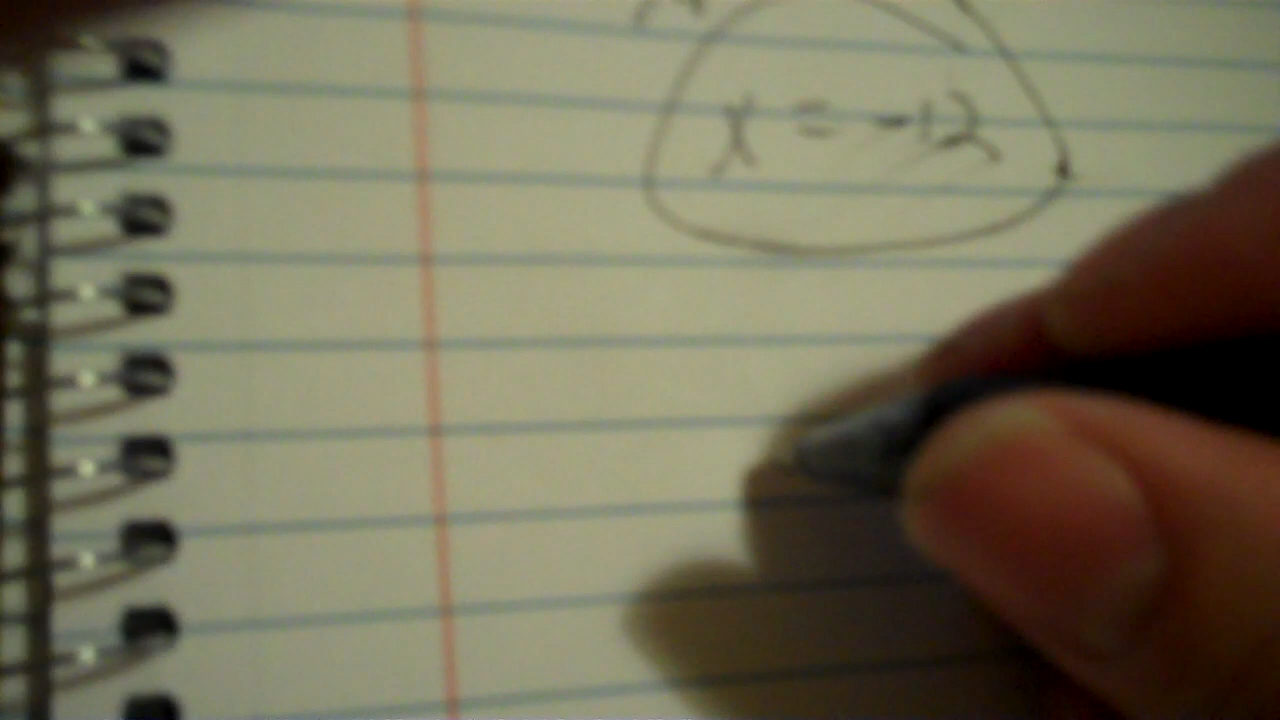 x = -12